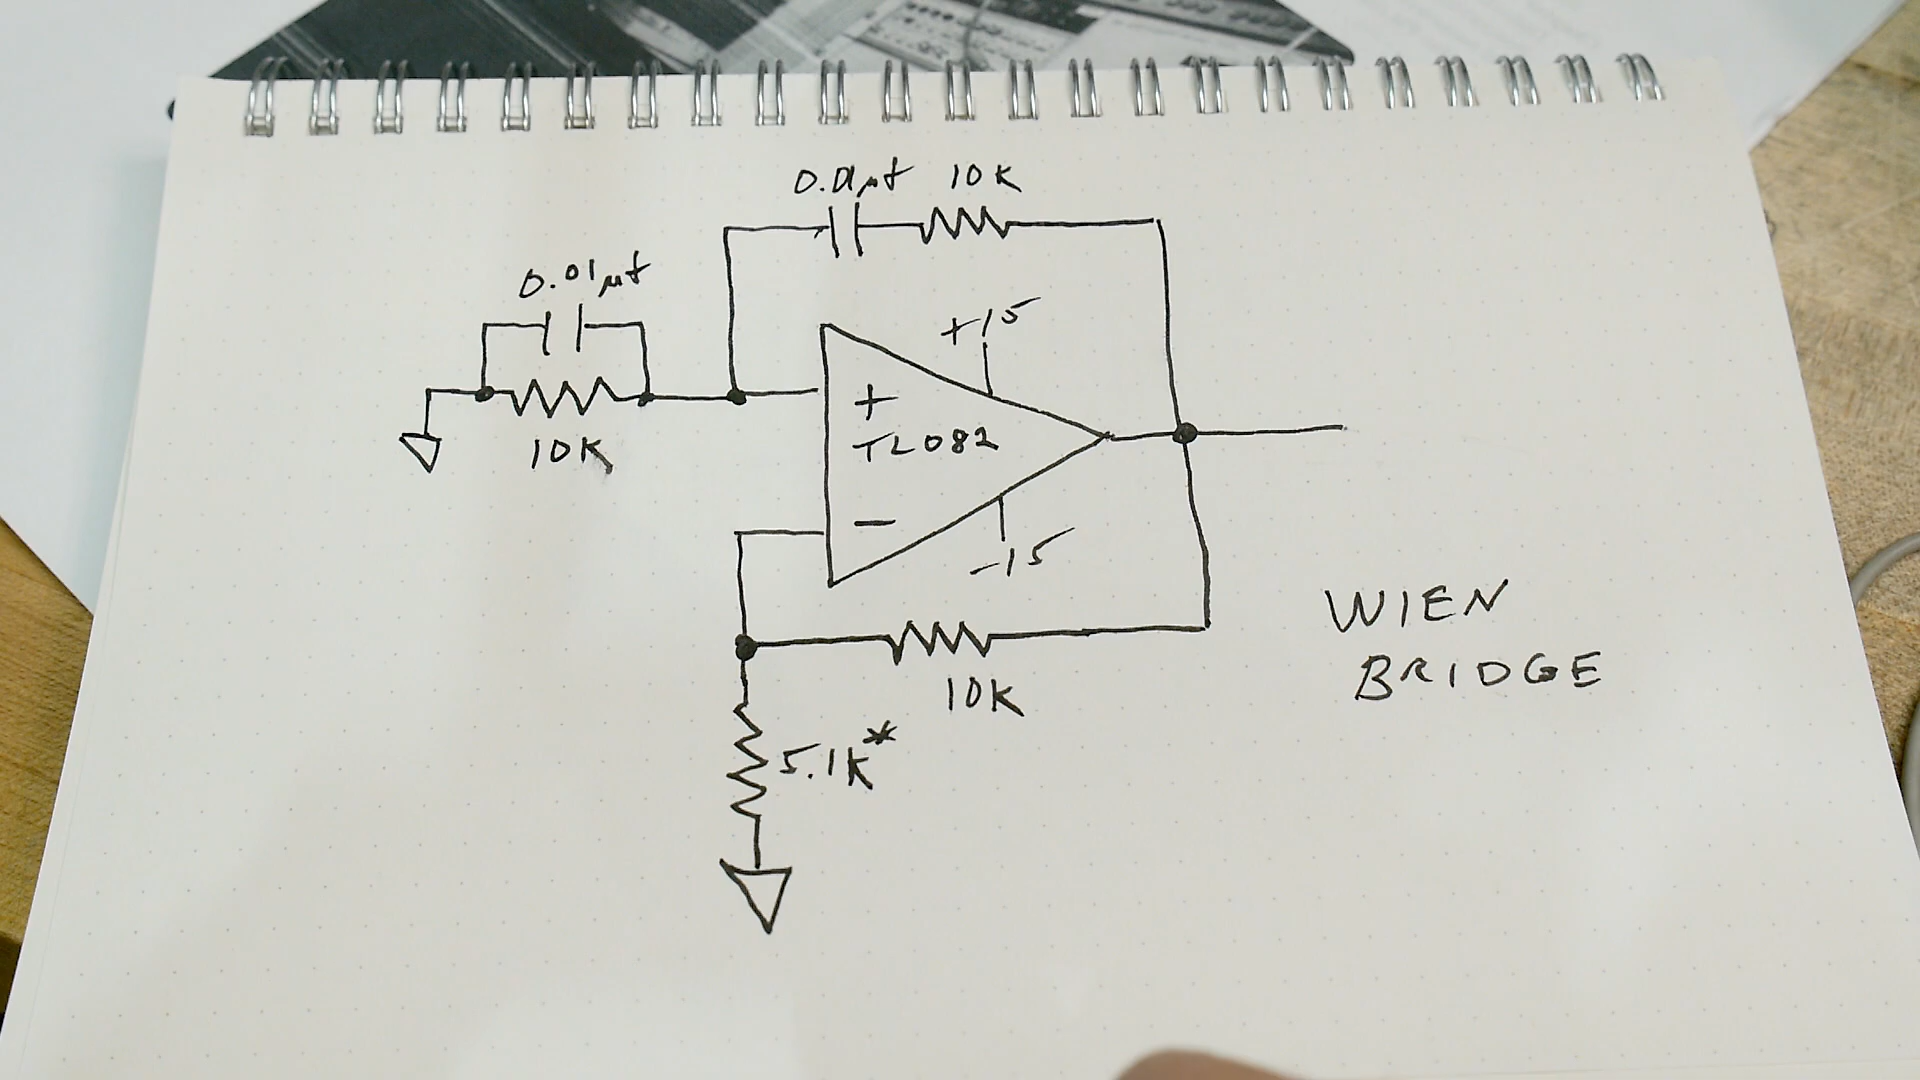 0.01µf 10K
0.01µf
+15
+
TL082
10K
−
-15
WIEN
BRIDGE
10K
5.1K*